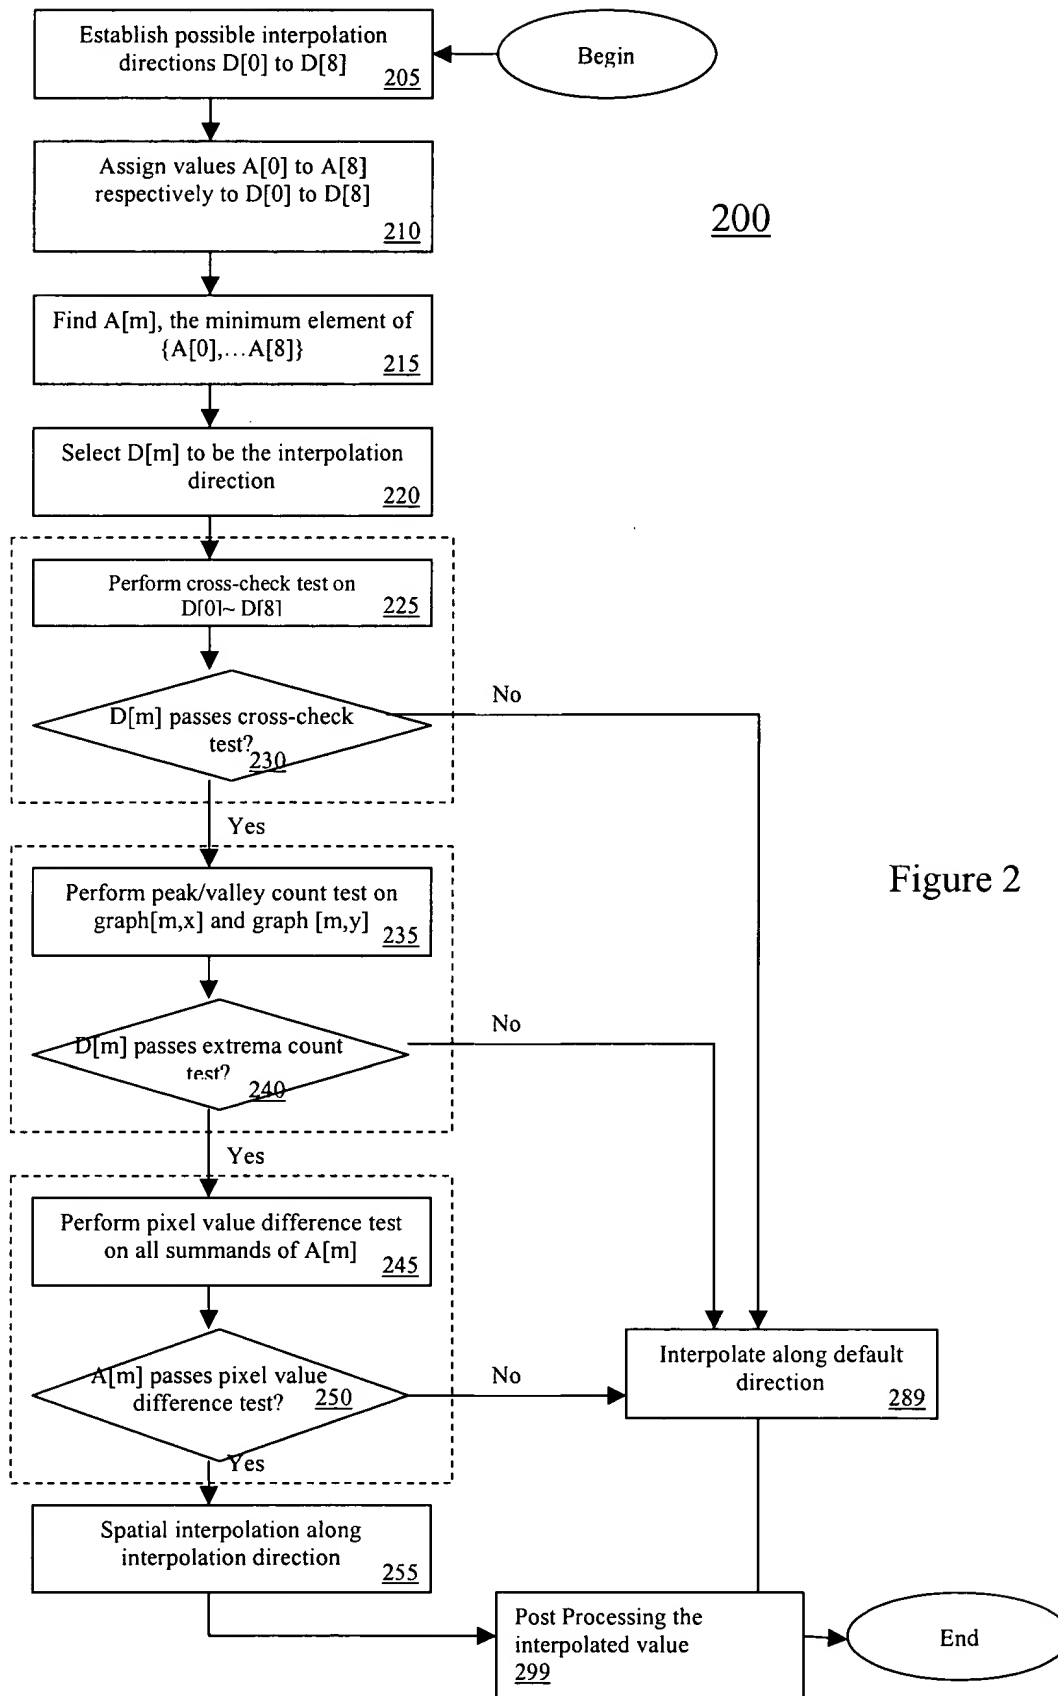 Establish possible interpolation
directions D[0] to D[8]
205
Begin
Assign values A[0] to A[8]
respectively to D[0] to D[8]
210
200
Find A[m], the minimum element of
{A[0],…A[8]}
215
Select D[m] to be the interpolation
direction
220
Perform cross-check test on
D[0]~ D[8]
225
D[m] passes cross-check
test?
230
No
Yes
Perform peak/valley count test on
graph[m,x] and graph [m,y]
235
Figure 2
D[m] passes extrema count
test?
240
No
Yes
Perform pixel value difference test
on all summands of A[m]
245
A[m] passes pixel value
difference test?
250
No
Yes
Interpolate along default
direction
289
Spatial interpolation along
interpolation direction
255
Post Processing the
interpolated value
299
End